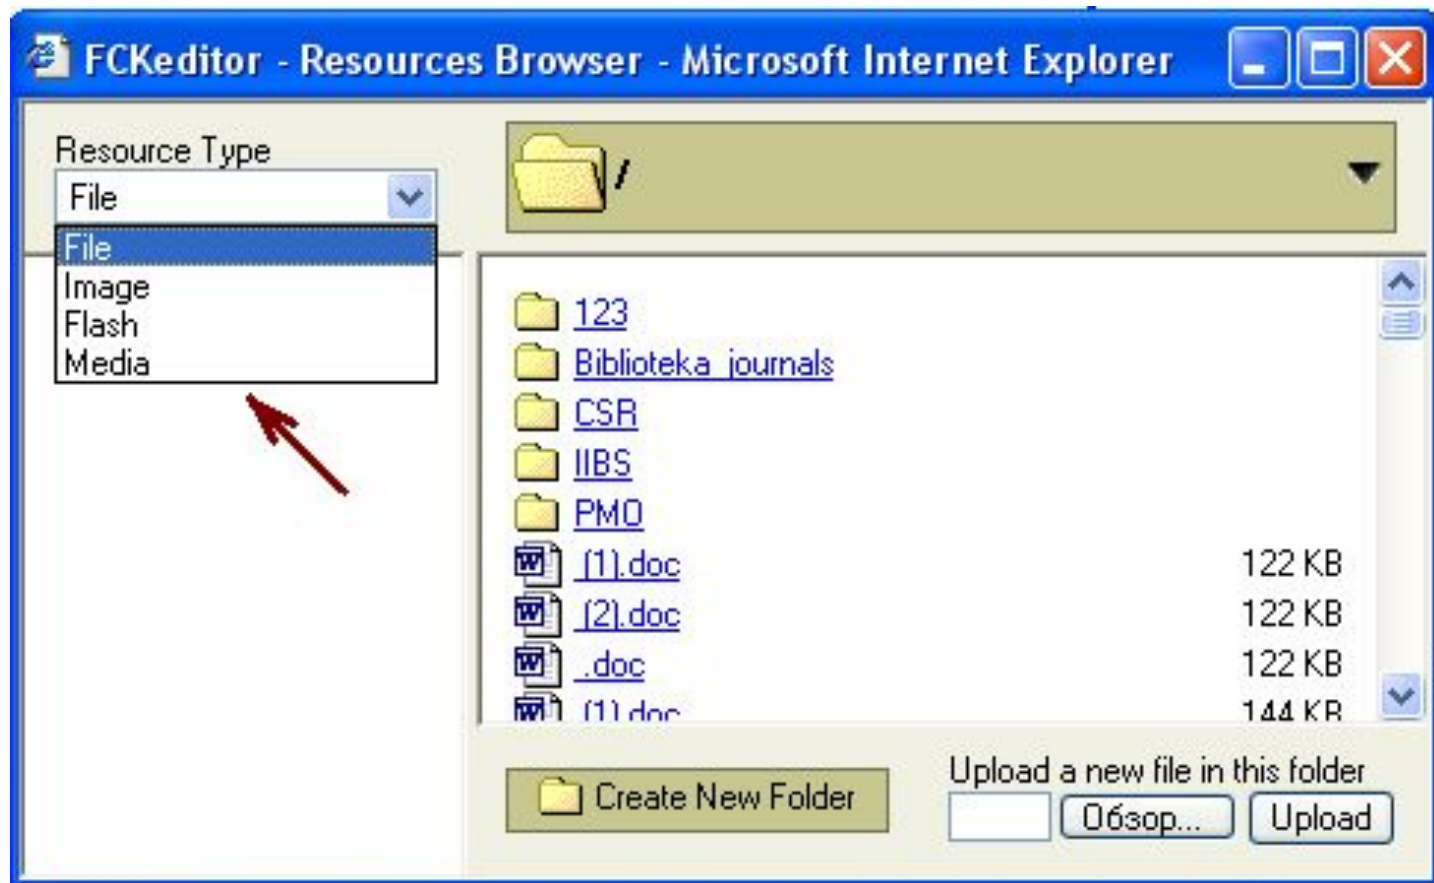 FCKeditor - Resources Browser - Microsoft Internet Explorer
Resource Type
File
/
File
Image
Flash
Media
123
Biblioteka_journals
CSR
IIBS
PMO
_(1).doc 122 KB
_(2).doc 122 KB
_.doc 122 KB
(1).doc 144 KB
Create New Folder
Upload a new file in this folder
Обзор... Upload